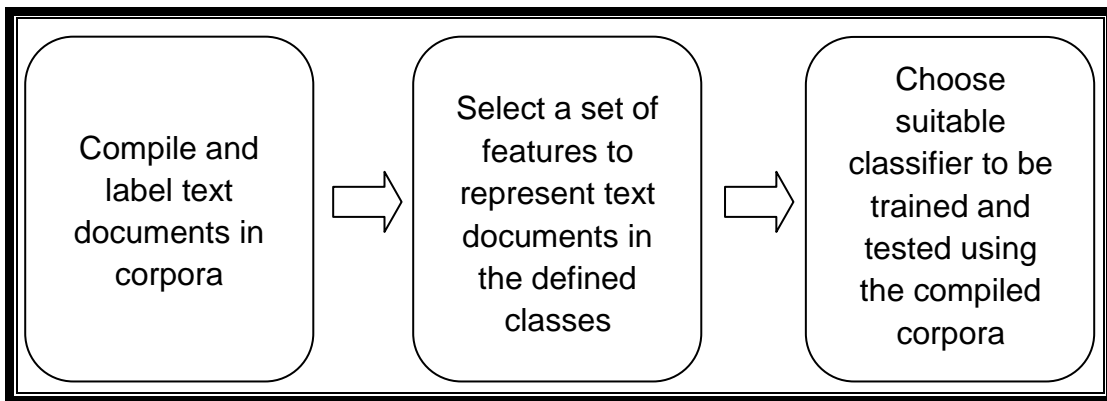 Compile and
label text
documents in
corpora
Select a set of
features to
represent text
documents in
the defined
classes
Choose
suitable
classifier to be
trained and
tested using
the compiled
corpora